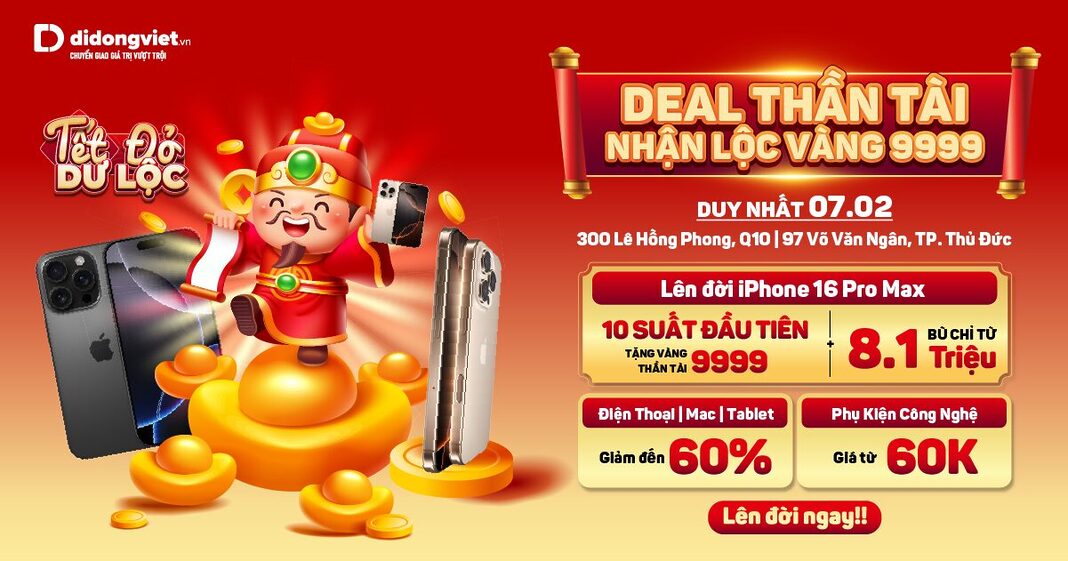 didongviet.vn
CHUYỂN GIAO GIÁ TRỊ VƯỢT TRỘI
Tết Đỏ
DƯ LỘC
DEAL THẦN TÀI
NHẬN LỘC VÀNG 9999
DUY NHẤT 07.02
300 Lê Hồng Phong, Q10 | 97 Võ Văn Ngân, TP. Thủ Đức
Lên đời iPhone 16 Pro Max
10 SUẤT ĐẦU TIÊN
TẶNG VÀNG
THẦN TÀI 9999
+
8.1 BÙ CHỈ TỪ
Triệu
Điện Thoại | Mac | Tablet
Giảm đến 60%
Phụ Kiện Công Nghệ
Giá từ 60K
Lên đời ngay!!